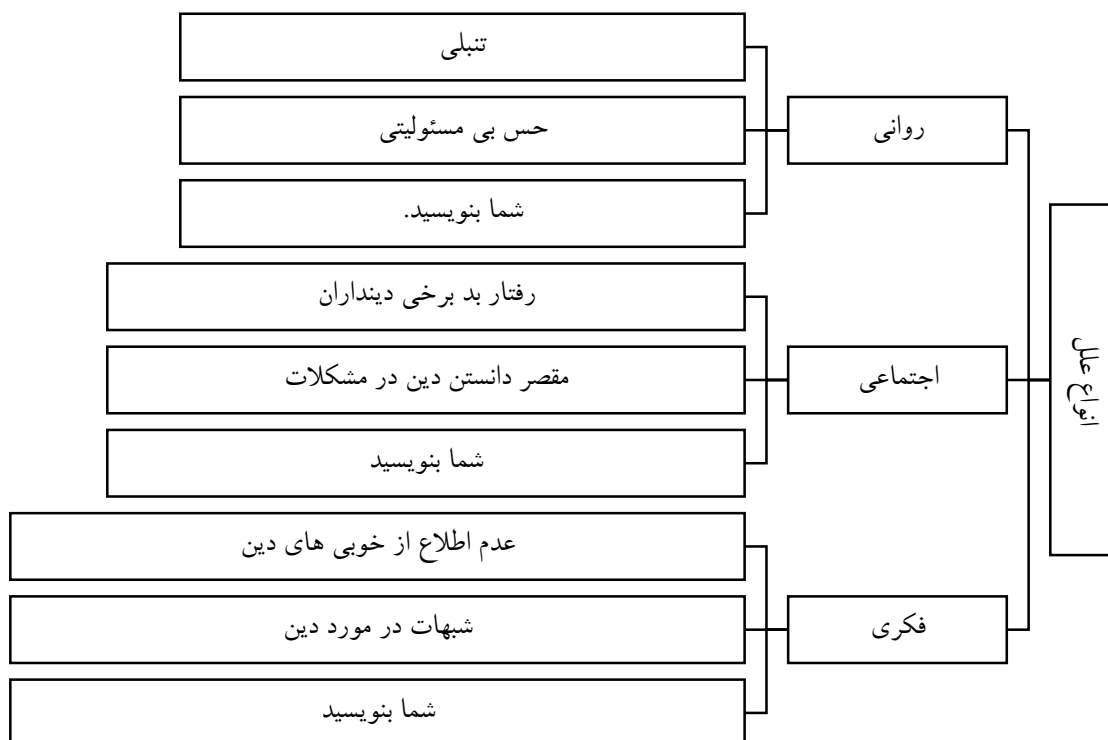 انواع علل
روانی
تنبلی
حس بی مسئولیتی
شما بنویسید.
اجتماعی
رفتار بد برخی دینداران
مقصر دانستن دین در مشکلات
شما بنویسید
فکری
عدم اطلاع از خوبی های دین
شبهات در مورد دین
شما بنویسید